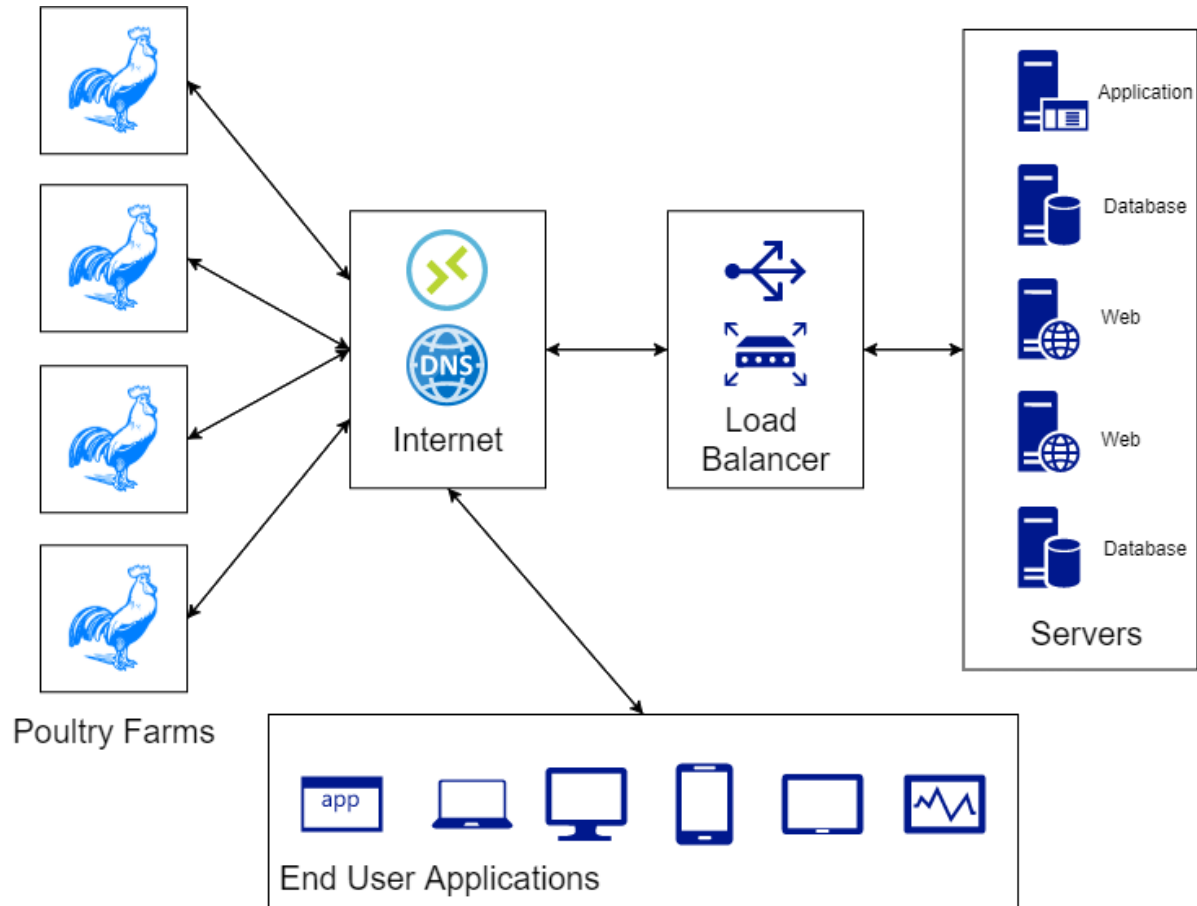 Application
Database
Web
Web
Database
Servers
DNS
Internet
Load
Balancer
Poultry Farms
app
End User Applications